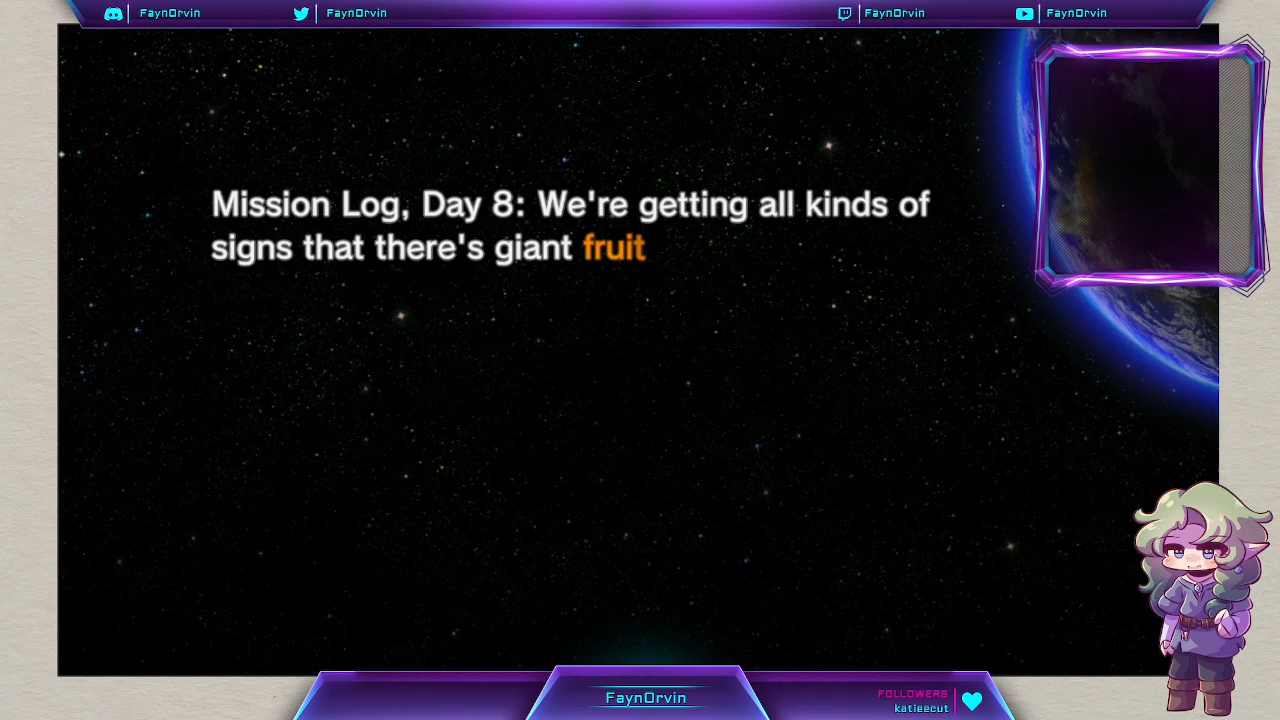 FaynOrvin
FaynOrvin
FaynOrvin
FaynOrvin
Mission Log, Day 8: We're getting all kinds of
signs that there's giant fruit
FaynOrvin
FOLLOWERS
katieecut